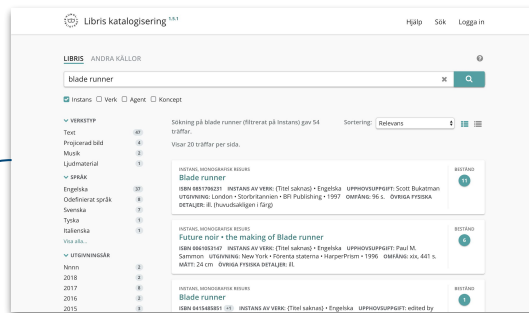 Libris katalogisering 1.5.1
Hjälp Sök Logga in
LIBRIS ANDRA KÄLLOR
blade runner
Instans Verk Agent Koncept
VERKSTYP
Text 47
Projicerad bild 4
Musik 2
Ljudmaterial 1
SPRÅK
Engelska 37
Odefinierat språk 8
Svenska 7
Tyska 1
Italienska 1
Visa alla...
UTGIVNINGSÅR
Nnnn 2
2018 2
2017 8
2016 2
2015 3
Sökning på blade runner (filtrerat på Instans) gav 54
träffar.
Visar 20 träffar per sida.
Sortering: Relevans
INSTANS, MONOGRAFISK RESURS
Blade runner
ISBN 0851706231 INSTANS AV VERK: {Titel saknas} • Engelska UPPHOVSUPPGIFT: Scott Bukatman
UTGIVNING: London • Storbritannien • BFI Publishing • 1997 OMFÅNG: 96 s. ÖVRIGA FYSISKA
DETALJER: ill. (huvudsakligen i färg)
BESTÅND
11
INSTANS, MONOGRAFISK RESURS
Future noir • the making of Blade runner
ISBN 0061053147 INSTANS AV VERK: {Titel saknas} • Engelska UPPHOVSUPPGIFT: Paul M.
Sammon UTGIVNING: New York • Förenta staterna • HarperPrism • 1996 OMFÅNG: xix, 441 s.
MÅTT: 24 cm ÖVRIGA FYSISKA DETALJER: ill.
BESTÅND
6
INSTANS, MONOGRAFISK RESURS
Blade runner
ISBN 0415485851 +1 INSTANS AV VERK: {Titel saknas} • Engelska UPPHOVSUPPGIFT: edited by
BESTÅND
1